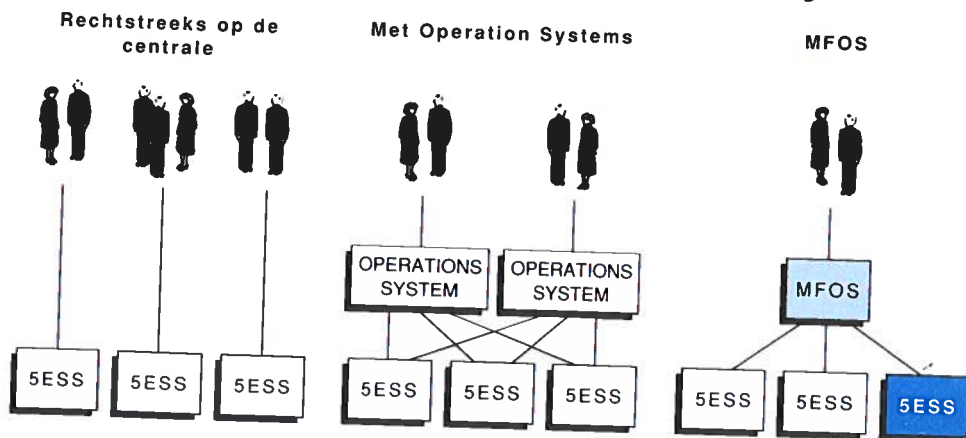 Rechtstreeks op de
centrale
Met Operation Systems
MFOS
OPERATIONS
SYSTEM
OPERATIONS
SYSTEM
MFOS
5ESS
5ESS
5ESS
5ESS
5ESS
5ESS
5ESS
5ESS
5ESS